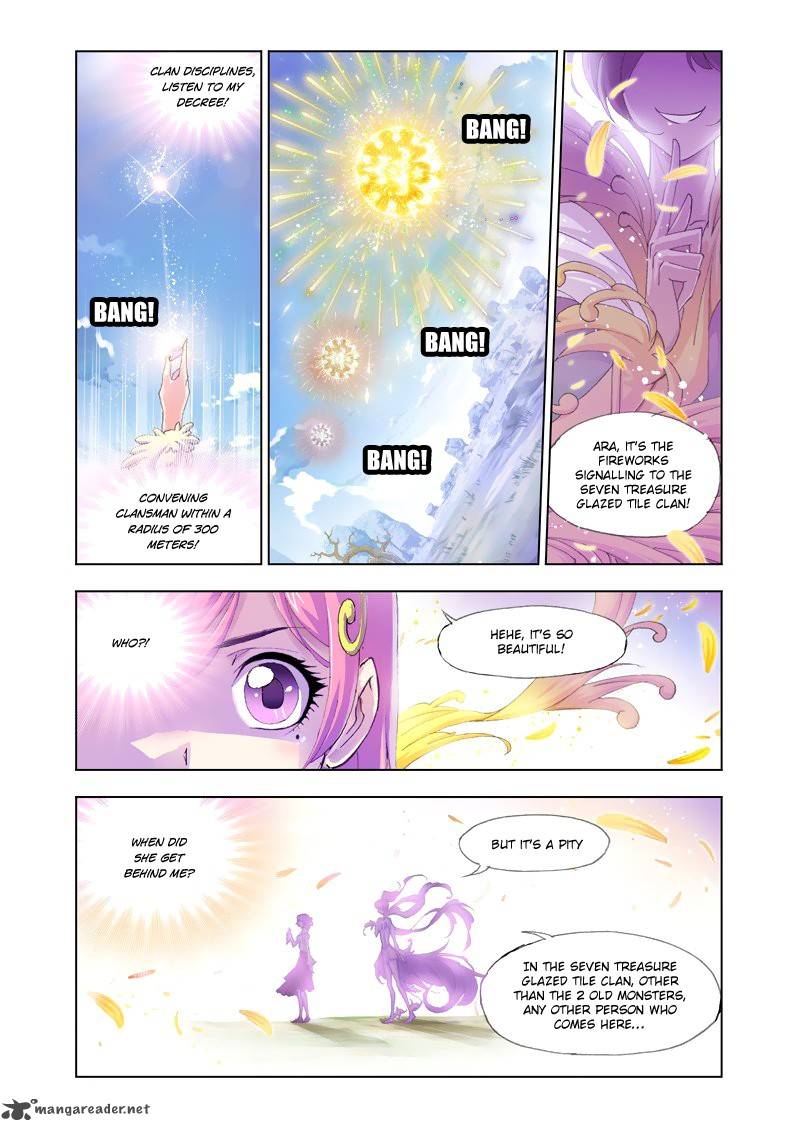 CLAN DISCIPLINES,
LISTEN TO MY
DECREE!
BANG!
CONVENING
CLANSMAN WITHIN A
RADIUS OF 300
METERS!
BANG!
BANG!
BANG!
ARA, IT'S THE
FIREWORKS
SIGNALLING TO THE
SEVEN TREASURE
GLAZED TILE CLAN!
WHO?!
HEHE, IT'S SO
BEAUTIFUL!
WHEN DID
SHE GET
BEHIND ME?
BUT IT'S A PITY
IN THE SEVEN TREASURE
GLAZED TILE CLAN, OTHER
THAN THE 2 OLD MONSTERS,
ANY OTHER PERSON WHO
COMES HERE...
mangareader.net